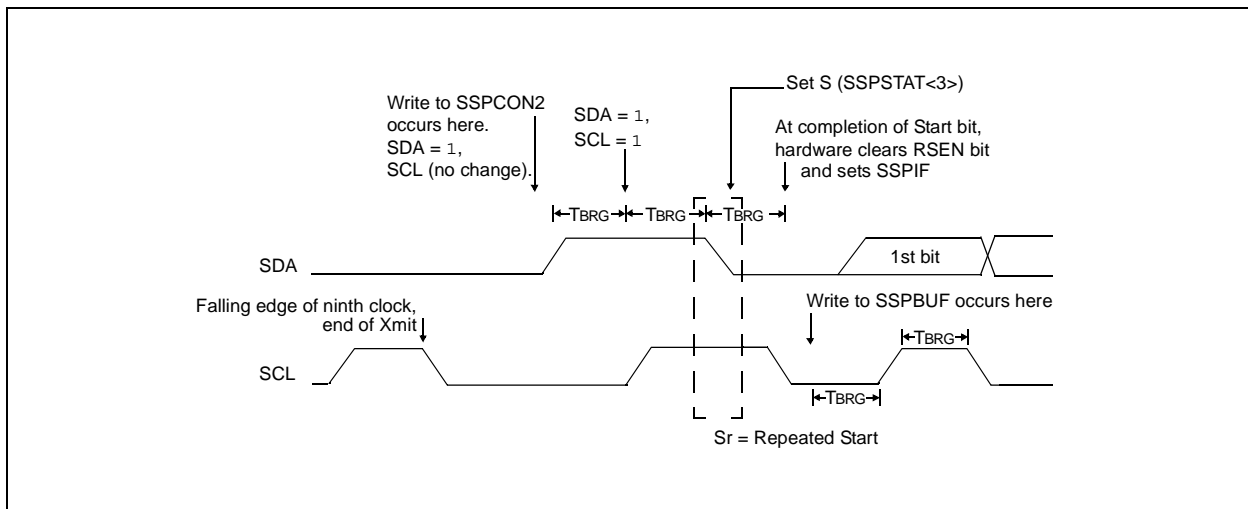 Set S (SSPSTAT<3>)
Write to SSPCON2
occurs here.
SDA = 1,
SCL (no change).
SDA = 1,
SCL = 1
At completion of Start bit,
hardware clears RSEN bit
and sets SSPIF
TBRG
TBRG
TBRG
SDA
1st bit
Falling edge of ninth clock,
end of Xmit
Write to SSPBUF occurs here
TBRG
SCL
TBRG
Sr = Repeated Start